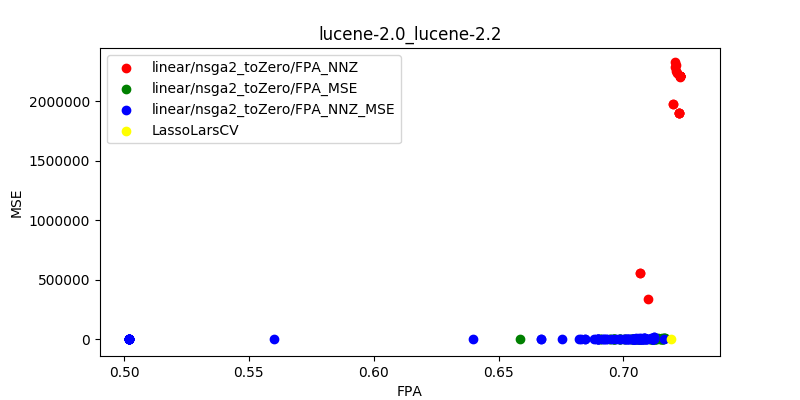 lucene-2.0_lucene-2.2
linear/nsga2_toZero/FPA_NNZ
linear/nsga2_toZero/FPA_MSE
linear/nsga2_toZero/FPA_NNZ_MSE
LassoLarsCV
2000000
1500000
1000000
500000
0
MSE
0.50 0.55 0.60 0.65 0.70
FPA